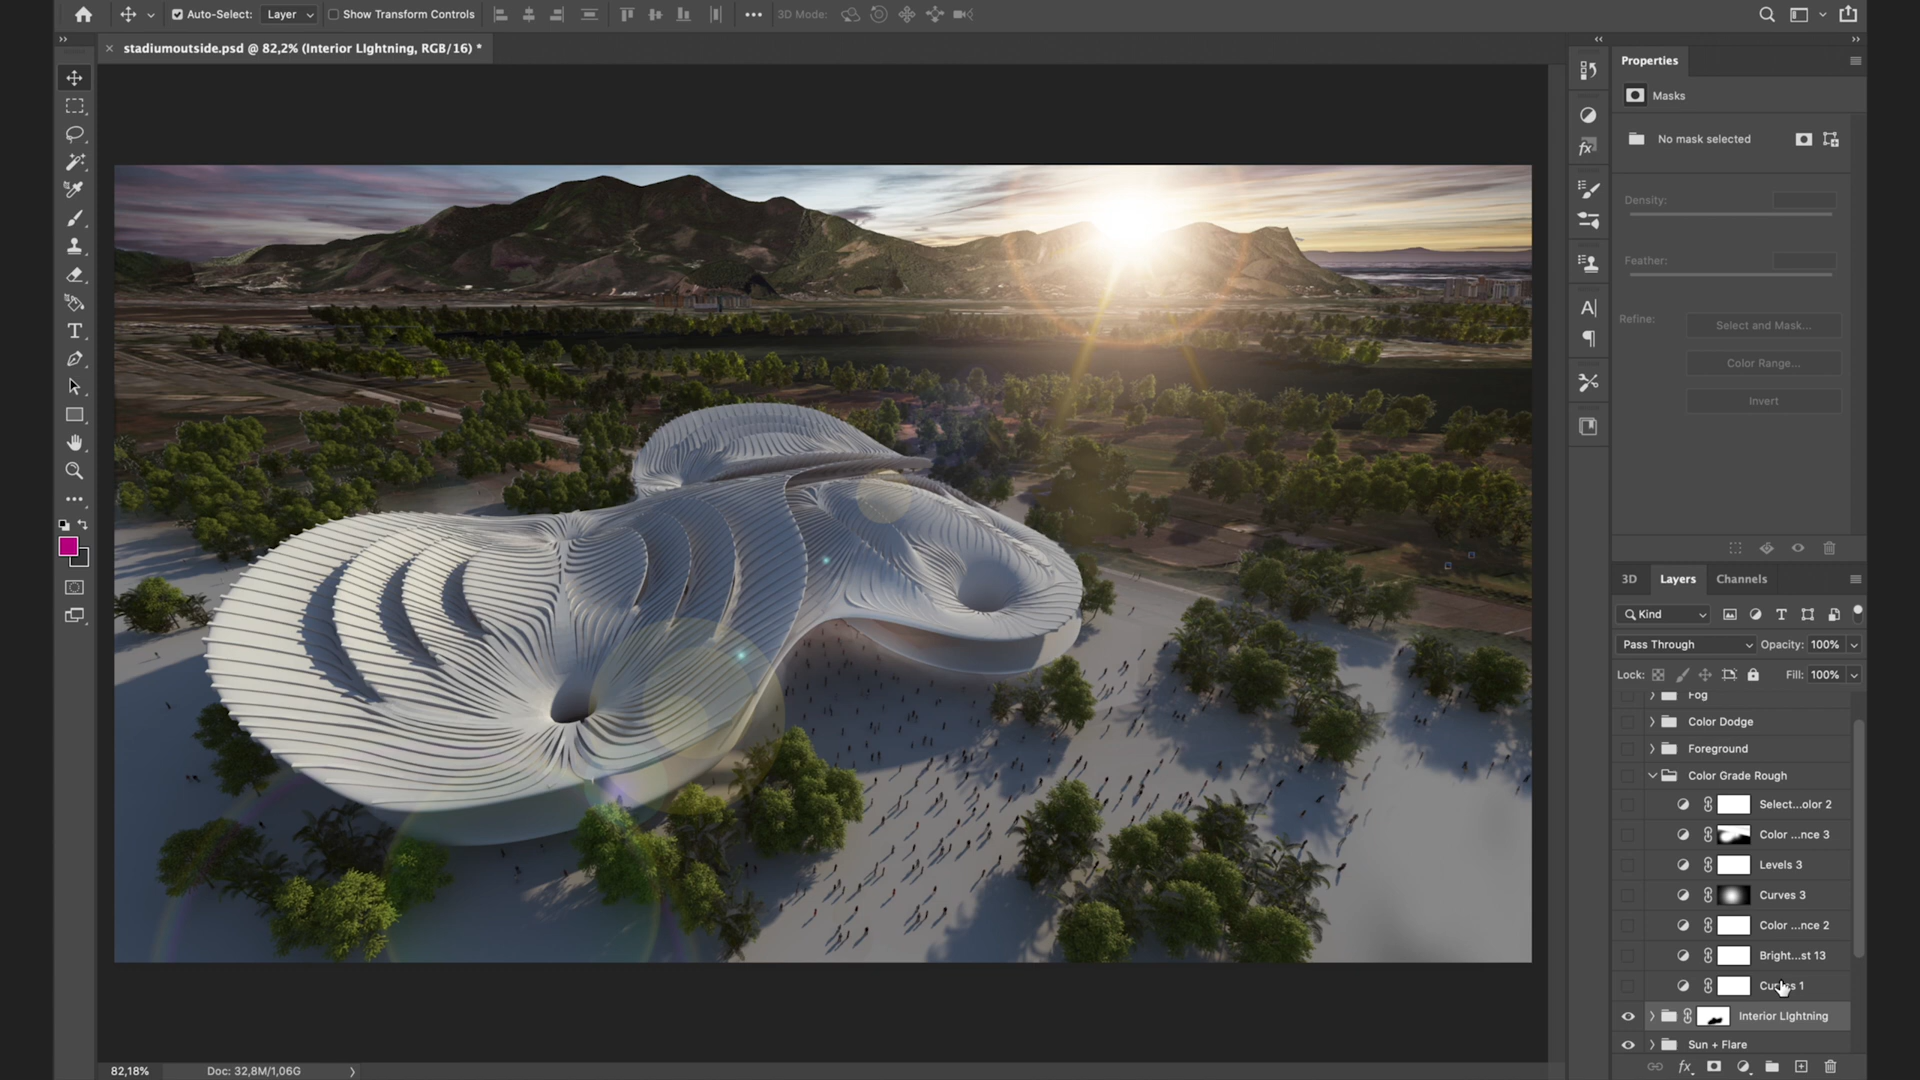 Auto-Select: Layer Show Transform Controls ••• 3D Mode:
stadiumoutside.psd @ 82,2% (Interior LIghtning, RGB/16) *
Properties
Masks
No mask selected
Density:
Feather:
Refine: Select and Mask...
Color Range...
Invert
3D Layers Channels
Kind
Pass Through Opacity: 100%
Lock: Fill: 100%
Fog
Color Dodge
Foreground
Color Grade Rough
Select...olor 2
Color ...nce 3
Levels 3
Curves 3
Color ...nce 2
Bright...st 13
Interior LIghtning
Sun + Flare
82,18% Doc: 32,8M/1,06G